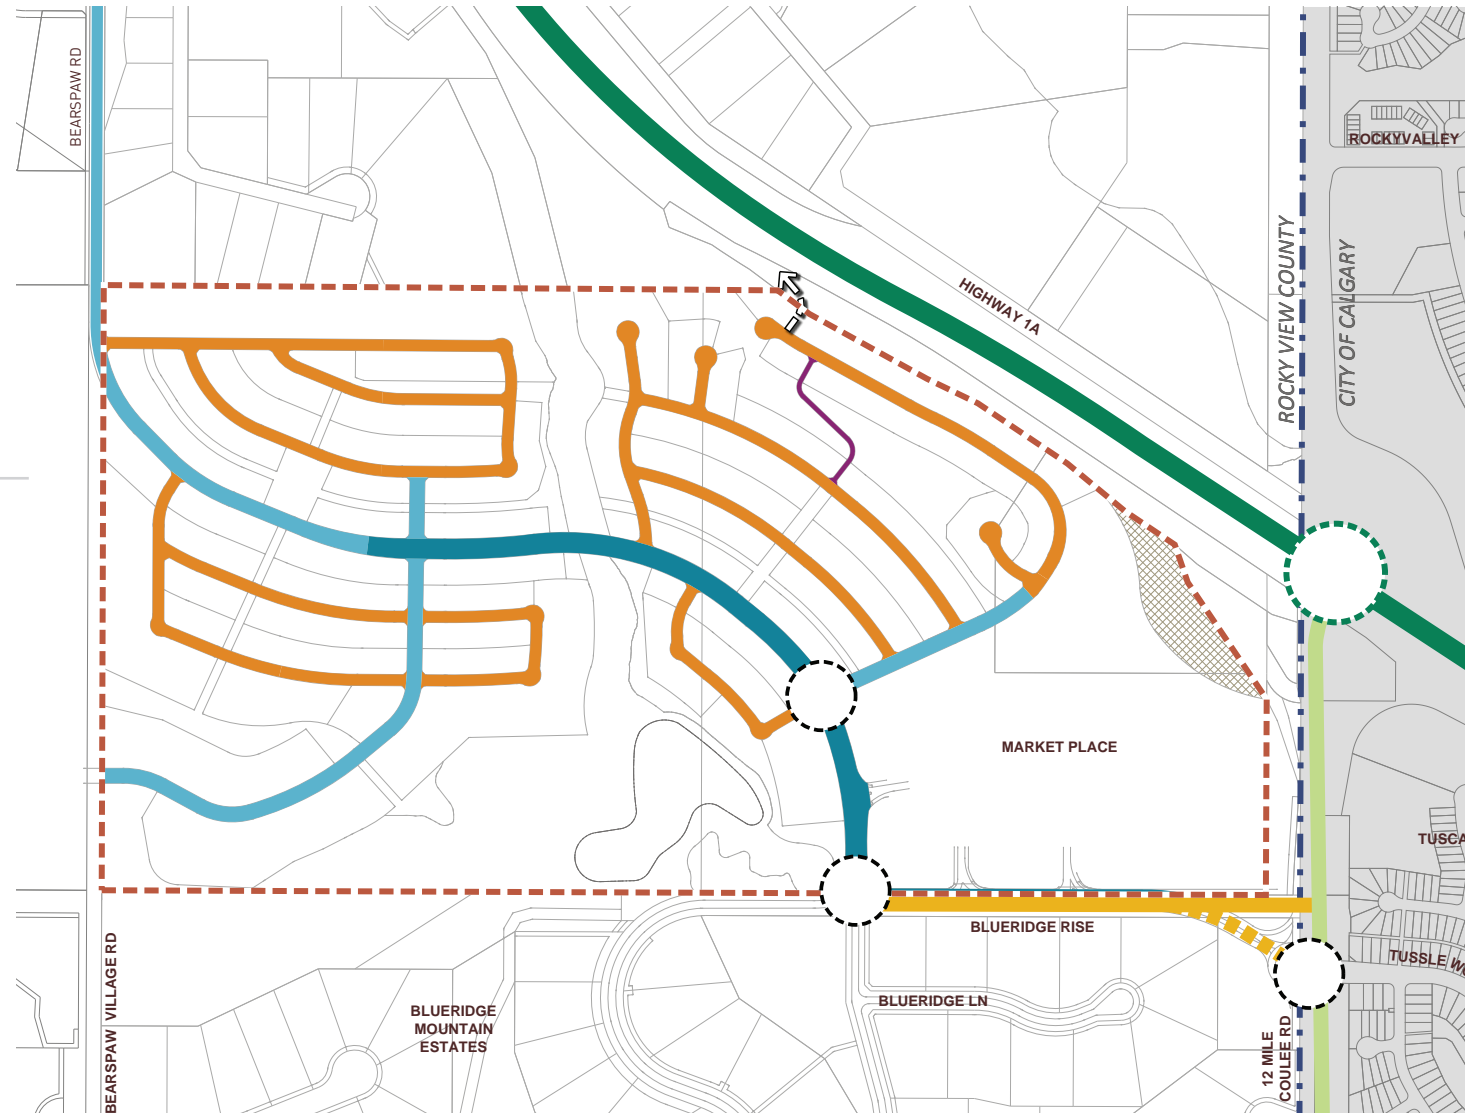 BEARSPAW RD
ROCKYVALLEY
ROCKY VIEW COUNTY
CITY OF CALGARY
HIGHWAY 1A
MARKET PLACE
TUSCA
BLUERIDGE RISE
TUSSLE WO
BLUERIDGE LN
BLUERIDGE
MOUNTAIN
ESTATES
BEARSPAW VILLAGE RD
12 MILE
COULEE RD